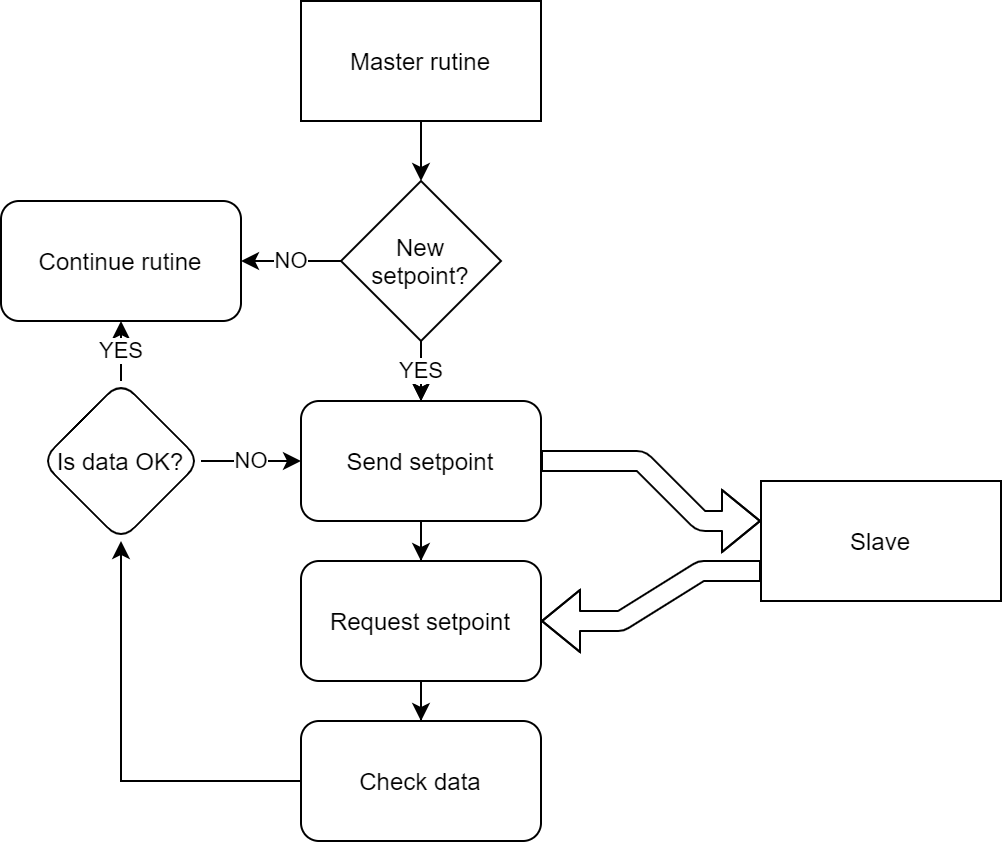 Master rutine
New
setpoint?
NO
Continue rutine
YES
YES
Is data OK?
NO
Send setpoint
Slave
Request setpoint
Check data